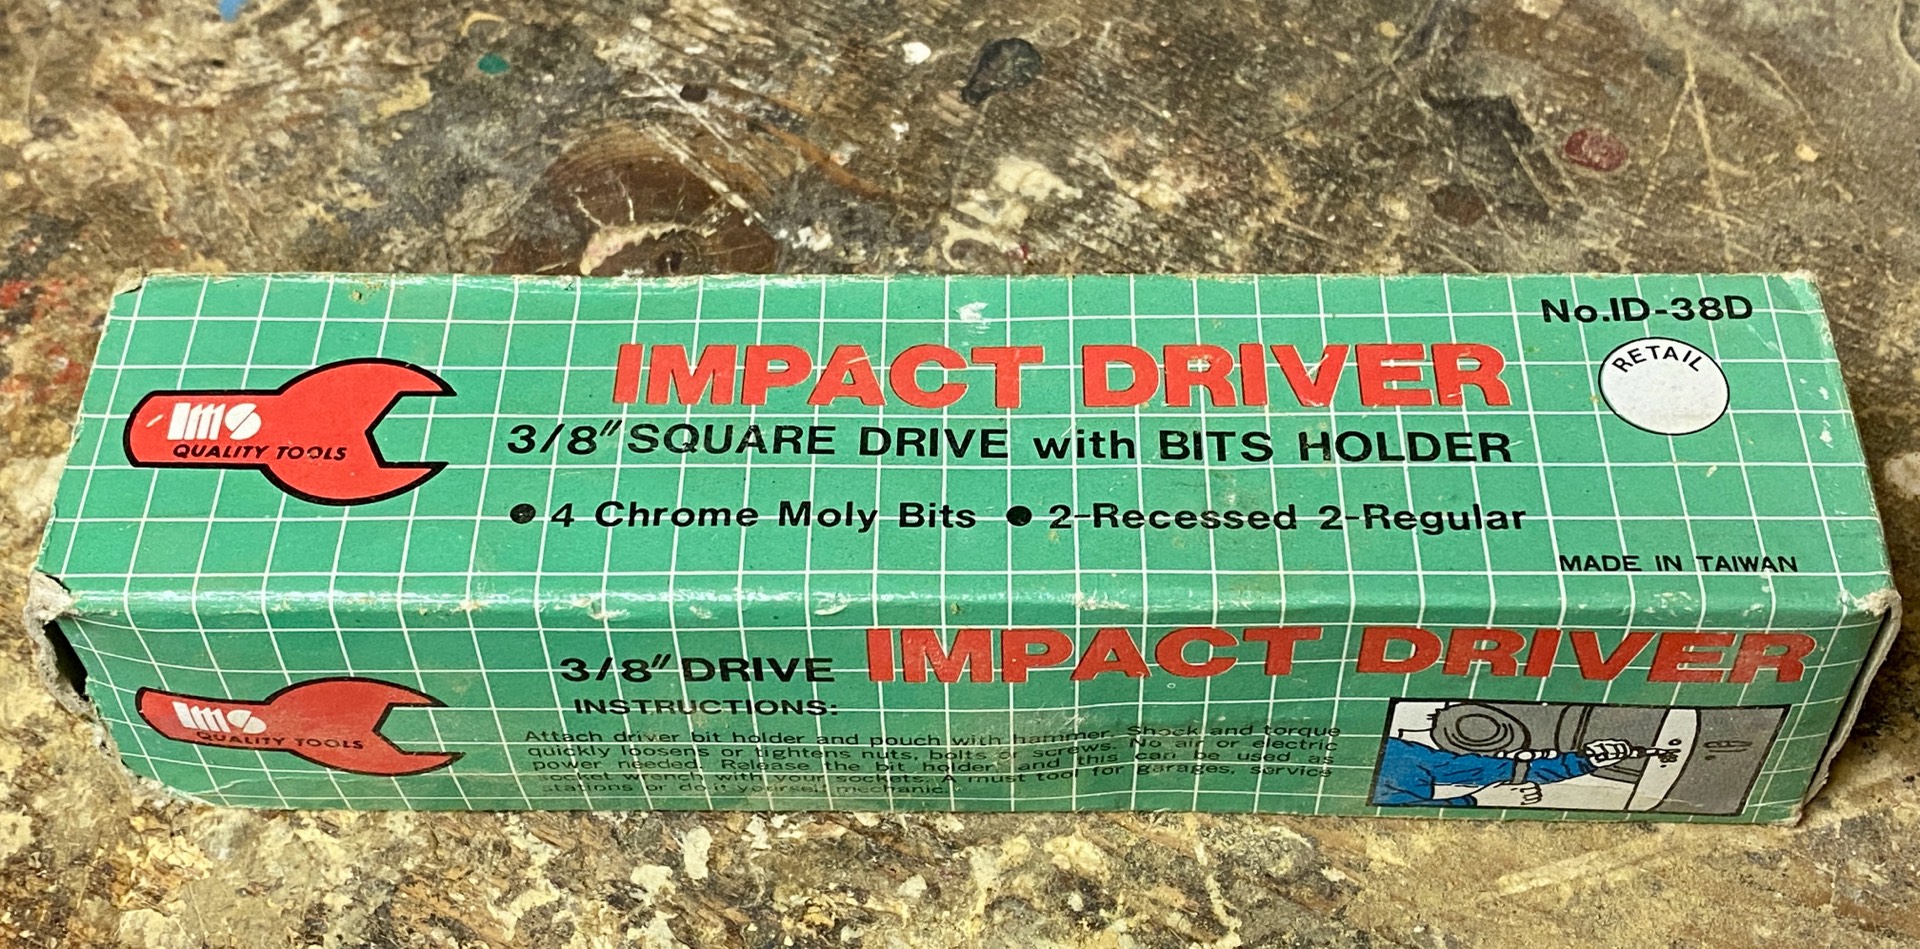 No.ID-38D
RETAIL
IMPACT DRIVER
IMS
QUALITY TOOLS
3/8" SQUARE DRIVE with BITS HOLDER
● 4 Chrome Moly Bits ● 2-Recessed 2-Regular
MADE IN TAIWAN
3/8" DRIVE IMPACT DRIVER
IMS
QUALITY TOOLS
INSTRUCTIONS:
Attach driver bit holder and pouch with hammer. Shock and torque
quickly loosens or tightens nuts, bolts or screws. No air or electric
power needed. Release the bit holder and this can be used as
socket wrench with your sockets. A must tool for garages, service
stations or do it yourself mechanic.